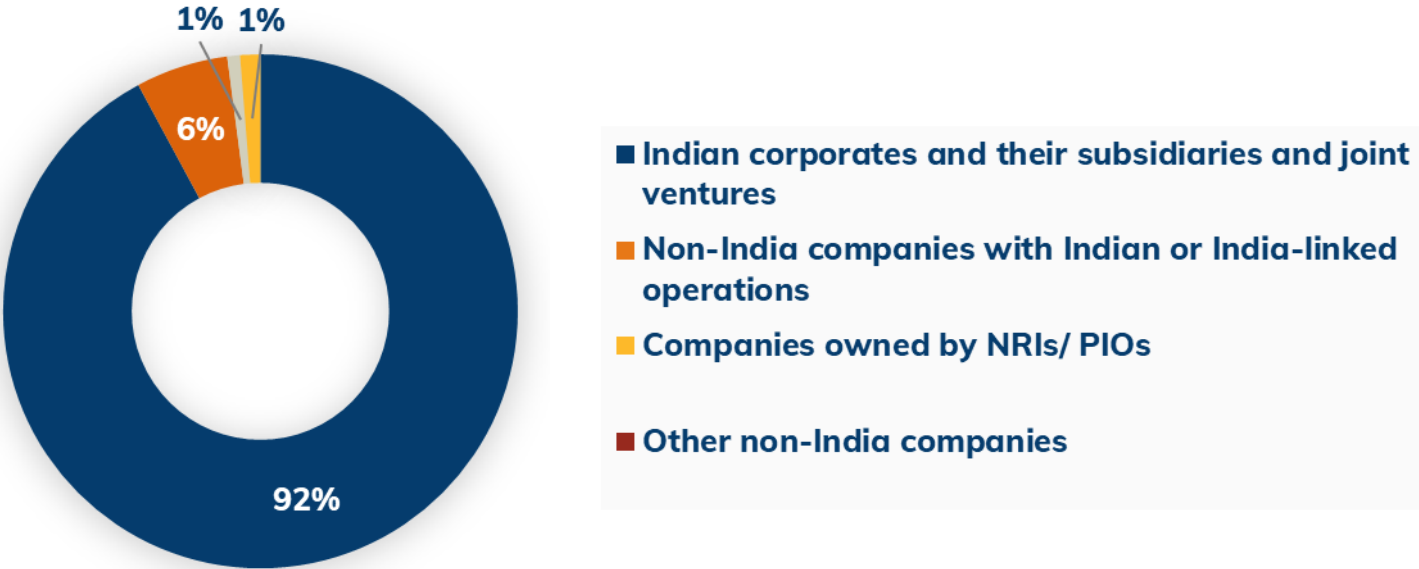 1% 1%
6%
92%
Indian corporates and their subsidiaries and joint
ventures
Non-India companies with Indian or India-linked
operations
Companies owned by NRIs/ PIOs
Other non-India companies